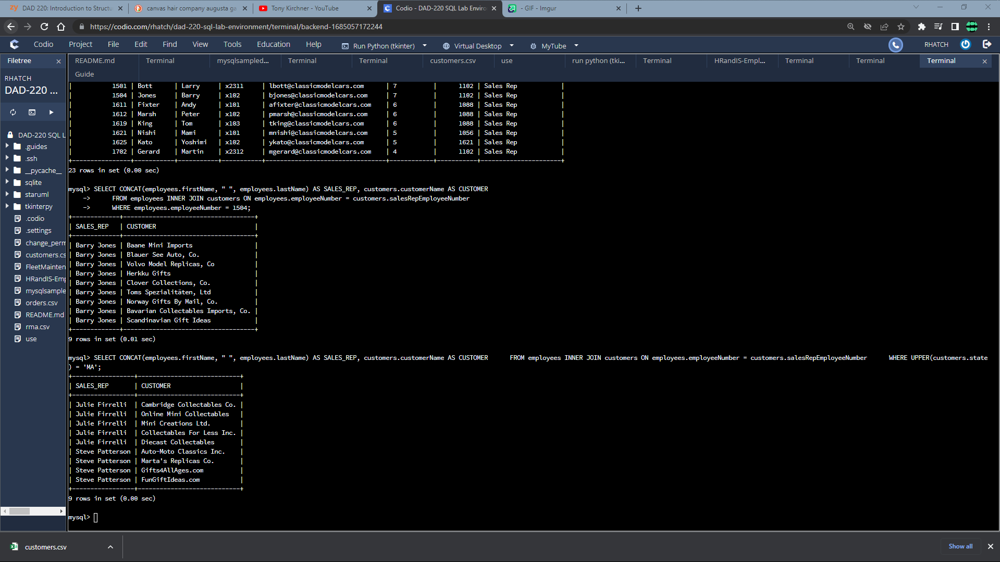 DAD 220: Introduction to Structu
canvas hair company augusta ga
Tony Kirchner - YouTube
Codio - DAD-220 SQL Lab Enviro
- GIF - Imgur
https://codio.com/rhatch/dad-220-sql-lab-environment/terminal/backend-1685057172244
Codio Project File Edit Find View Tools Education Help Run Python (tkinter) Virtual Desktop MyTube RHATCH
Filetree
README.md Terminal mysqlsampled... Terminal Terminal customers.csv use run python (tki... Terminal HRandIS-Empl... Terminal Terminal Terminal
Guide
RHATCH
DAD-220 ...
DAD-220 SQL L
.guides
.ssh
__pycache__
sqlite
staruml
tkinterpy
.codio
.settings
change_perm
customers.cs
FleetMainten
HRandIS-Emp
mysqlsample
orders.csv
README.md
rma.csv
use
| 1501 | Bott | Larry | x2311 | lbott@classicmodelcars.com | 7 | 1102 | Sales Rep |
| 1504 | Jones | Barry | x102 | bjones@classicmodelcars.com | 7 | 1102 | Sales Rep |
| 1611 | Fixter | Andy | x101 | afixter@classicmodelcars.com | 6 | 1088 | Sales Rep |
| 1612 | Marsh | Peter | x102 | pmarsh@classicmodelcars.com | 6 | 1088 | Sales Rep |
| 1619 | King | Tom | x103 | tking@classicmodelcars.com | 6 | 1088 | Sales Rep |
| 1621 | Nishi | Mami | x101 | mnishi@classicmodelcars.com | 5 | 1056 | Sales Rep |
| 1625 | Kato | Yoshimi | x102 | ykato@classicmodelcars.com | 5 | 1621 | Sales Rep |
| 1702 | Gerard | Martin | x2312 | mgerard@classicmodelcars.com | 4 | 1102 | Sales Rep |
23 rows in set (0.00 sec)
mysql> SELECT CONCAT(employees.firstName, " ", employees.lastName) AS SALES_REP, customers.customerName AS CUSTOMER
-> FROM employees INNER JOIN customers ON employees.employeeNumber = customers.salesRepEmployeeNumber
-> WHERE employees.employeeNumber = 1504;
| SALES_REP | CUSTOMER |
| Barry Jones | Baane Mini Imports |
| Barry Jones | Blauer See Auto, Co. |
| Barry Jones | Volvo Model Replicas, Co |
| Barry Jones | Herkku Gifts |
| Barry Jones | Clover Collections, Co. |
| Barry Jones | Toms Spezialitäten, Ltd |
| Barry Jones | Norway Gifts By Mail, Co. |
| Barry Jones | Bavarian Collectables Imports, Co. |
| Barry Jones | Scandinavian Gift Ideas |
9 rows in set (0.01 sec)
mysql> SELECT CONCAT(employees.firstName, " ", employees.lastName) AS SALES_REP, customers.customerName AS CUSTOMER FROM employees INNER JOIN customers ON employees.employeeNumber = customers.salesRepEmployeeNumber WHERE UPPER(customers.state
) = 'MA';
| SALES_REP | CUSTOMER |
| Julie Firrelli | Cambridge Collectables Co. |
| Julie Firrelli | Online Mini Collectables |
| Julie Firrelli | Mini Creations Ltd. |
| Julie Firrelli | Collectables For Less Inc. |
| Julie Firrelli | Diecast Collectables |
| Steve Patterson | Auto-Moto Classics Inc. |
| Steve Patterson | Marta's Replicas Co. |
| Steve Patterson | Gifts4AllAges.com |
| Steve Patterson | FunGiftIdeas.com |
9 rows in set (0.00 sec)
mysql>
customers.csv
Show all